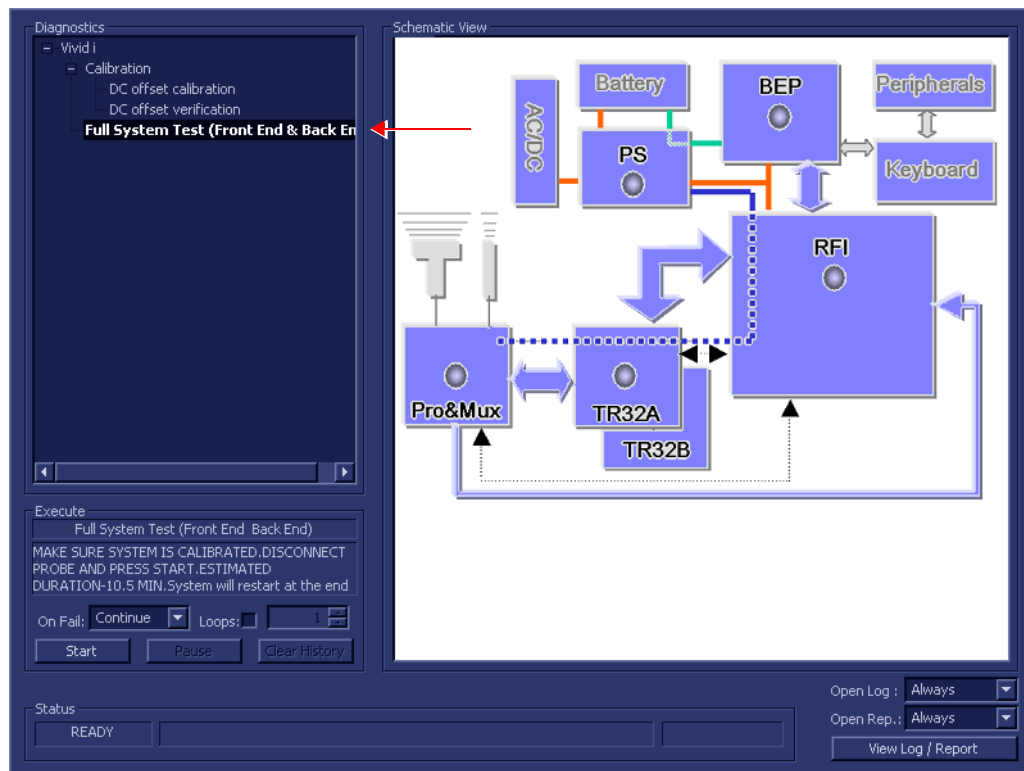 Diagnostics
Vivid i
Calibration
DC offset calibration
DC offset verification
Full System Test (Front End & Back En
Execute
Full System Test (Front End  Back End)
MAKE SURE SYSTEM IS CALIBRATED.DISCONNECT
PROBE AND PRESS START.ESTIMATED
DURATION-10.5 MIN.System will restart at the end
On Fail: Continue Loops: 1
Start Pause Clear History
Schematic View
Battery
BEP
Peripherals
AC/DC
PS
Keyboard
RFI
Pro&Mux
TR32A
TR32B
Open Log : Always
Status
READY
Open Rep.: Always
View Log / Report